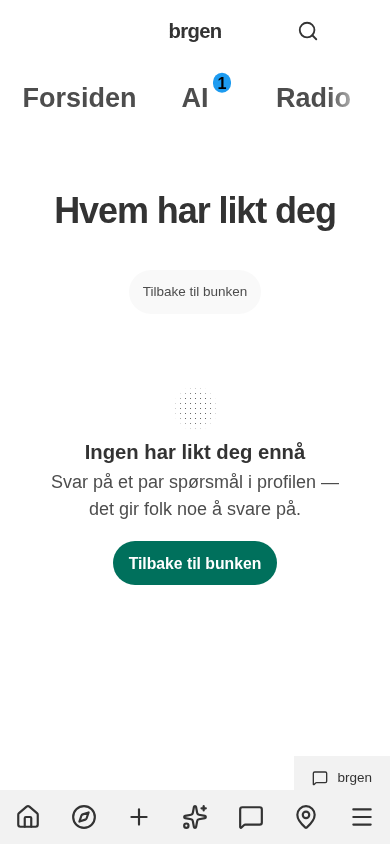 brgen
Forsiden AI 1 Radio
Hvem har likt deg
Tilbake til bunken
Ingen har likt deg ennå
Svar på et par spørsmål i profilen —
det gir folk noe å svare på.
Tilbake til bunken
brgen